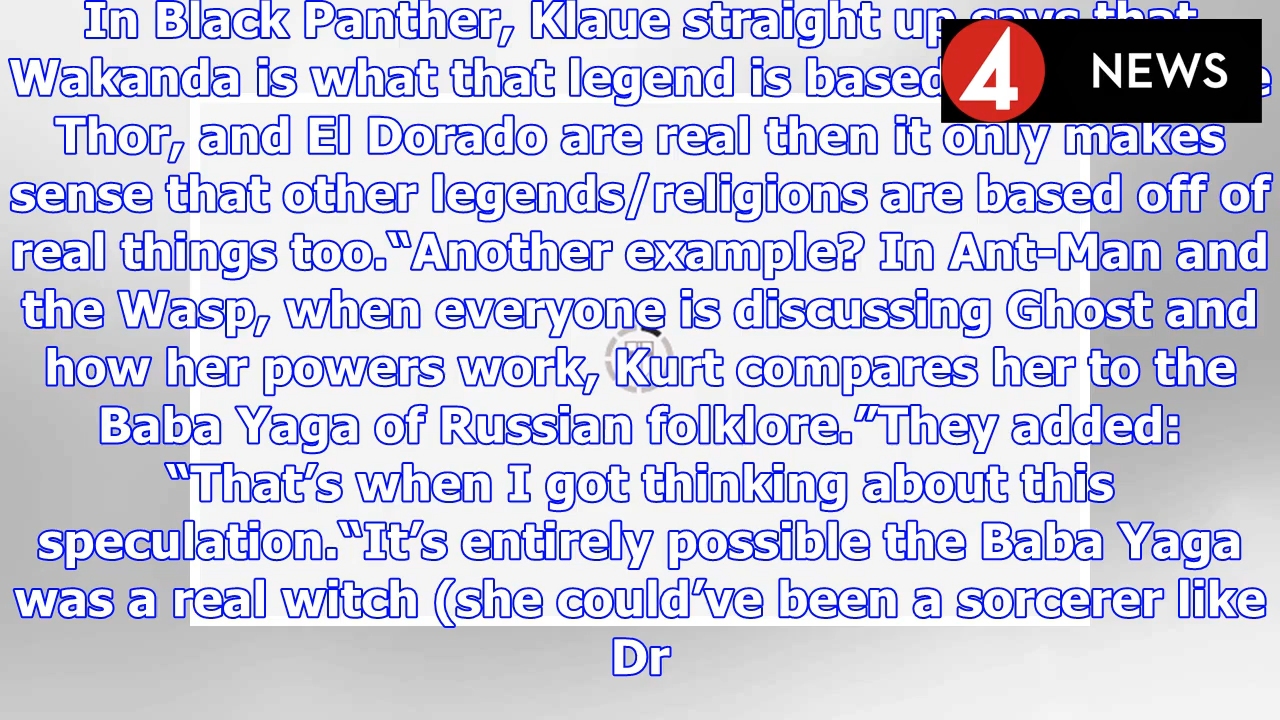 In Black Panther, Klaue straight up says that
Wakanda is what that legend is based
Thor, and El Dorado are real then it only makes
sense that other legends/religions are based off of
real things too.“Another example? In Ant-Man and
the Wasp, when everyone is discussing Ghost and
how her powers work, Kurt compares her to the
Baba Yaga of Russian folklore.”They added:
“That’s when I got thinking about this
speculation.“It’s entirely possible the Baba Yaga
was a real witch (she could’ve been a sorcerer like
Dr
4 NEWS